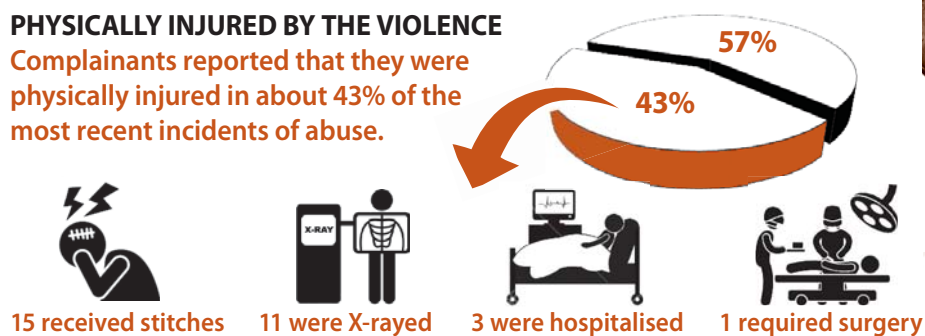 PHYSICALLY INJURED BY THE VIOLENCE
Complainants reported that they were
physically injured in about 43% of the
most recent incidents of abuse.
57%
43%
X-RAY
15 received stitches
11 were X-rayed
3 were hospitalised
1 required surgery